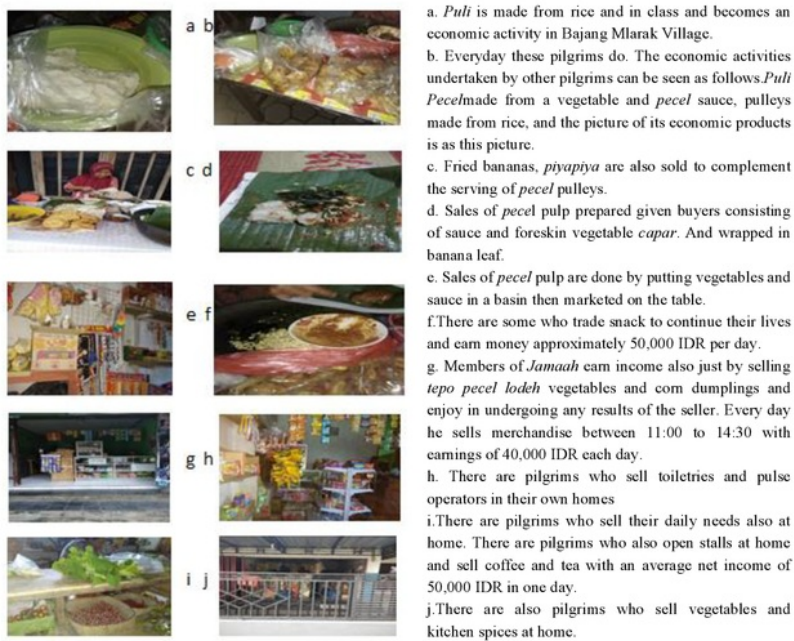 a b
c d
e f
g h
i j
a. Puli is made from rice and in class and becomes an
economic activity in Bajang Mlarak Village.
b. Everyday these pilgrims do. The economic activities
undertaken by other pilgrims can be seen as follows.Puli
Pecelmade from a vegetable and pecel sauce, pulleys
made from rice, and the picture of its economic products
is as this picture.
c. Fried bananas, piyapiya are also sold to complement
the serving of pecel pulleys.
d. Sales of pecel pulp prepared given buyers consisting
of sauce and foreskin vegetable capar. And wrapped in
banana leaf.
e. Sales of pecel pulp are done by putting vegetables and
sauce in a basin then marketed on the table.
f.There are some who trade snack to continue their lives
and earn money approximately 50,000 IDR per day.
g. Members of Jamaah earn income also just by selling
tepo pecel lodeh vegetables and corn dumplings and
enjoy in undergoing any results of the seller. Every day
he sells merchandise between 11:00 to 14:30 with
earnings of 40,000 IDR each day.
h. There are pilgrims who sell toiletries and pulse
operators in their own homes
i.There are pilgrims who sell their daily needs also at
home. There are pilgrims who also open stalls at home
and sell coffee and tea with an average net income of
50,000 IDR in one day.
j.There are also pilgrims who sell vegetables and
kitchen spices at home.